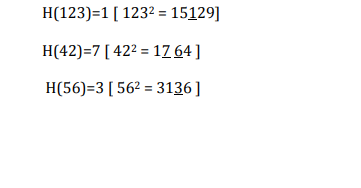 H(123)=1 [ 123² = 15129]
H(42)=7 [ 42² = 17 64 ]
H(56)=3 [ 56² = 3136 ]